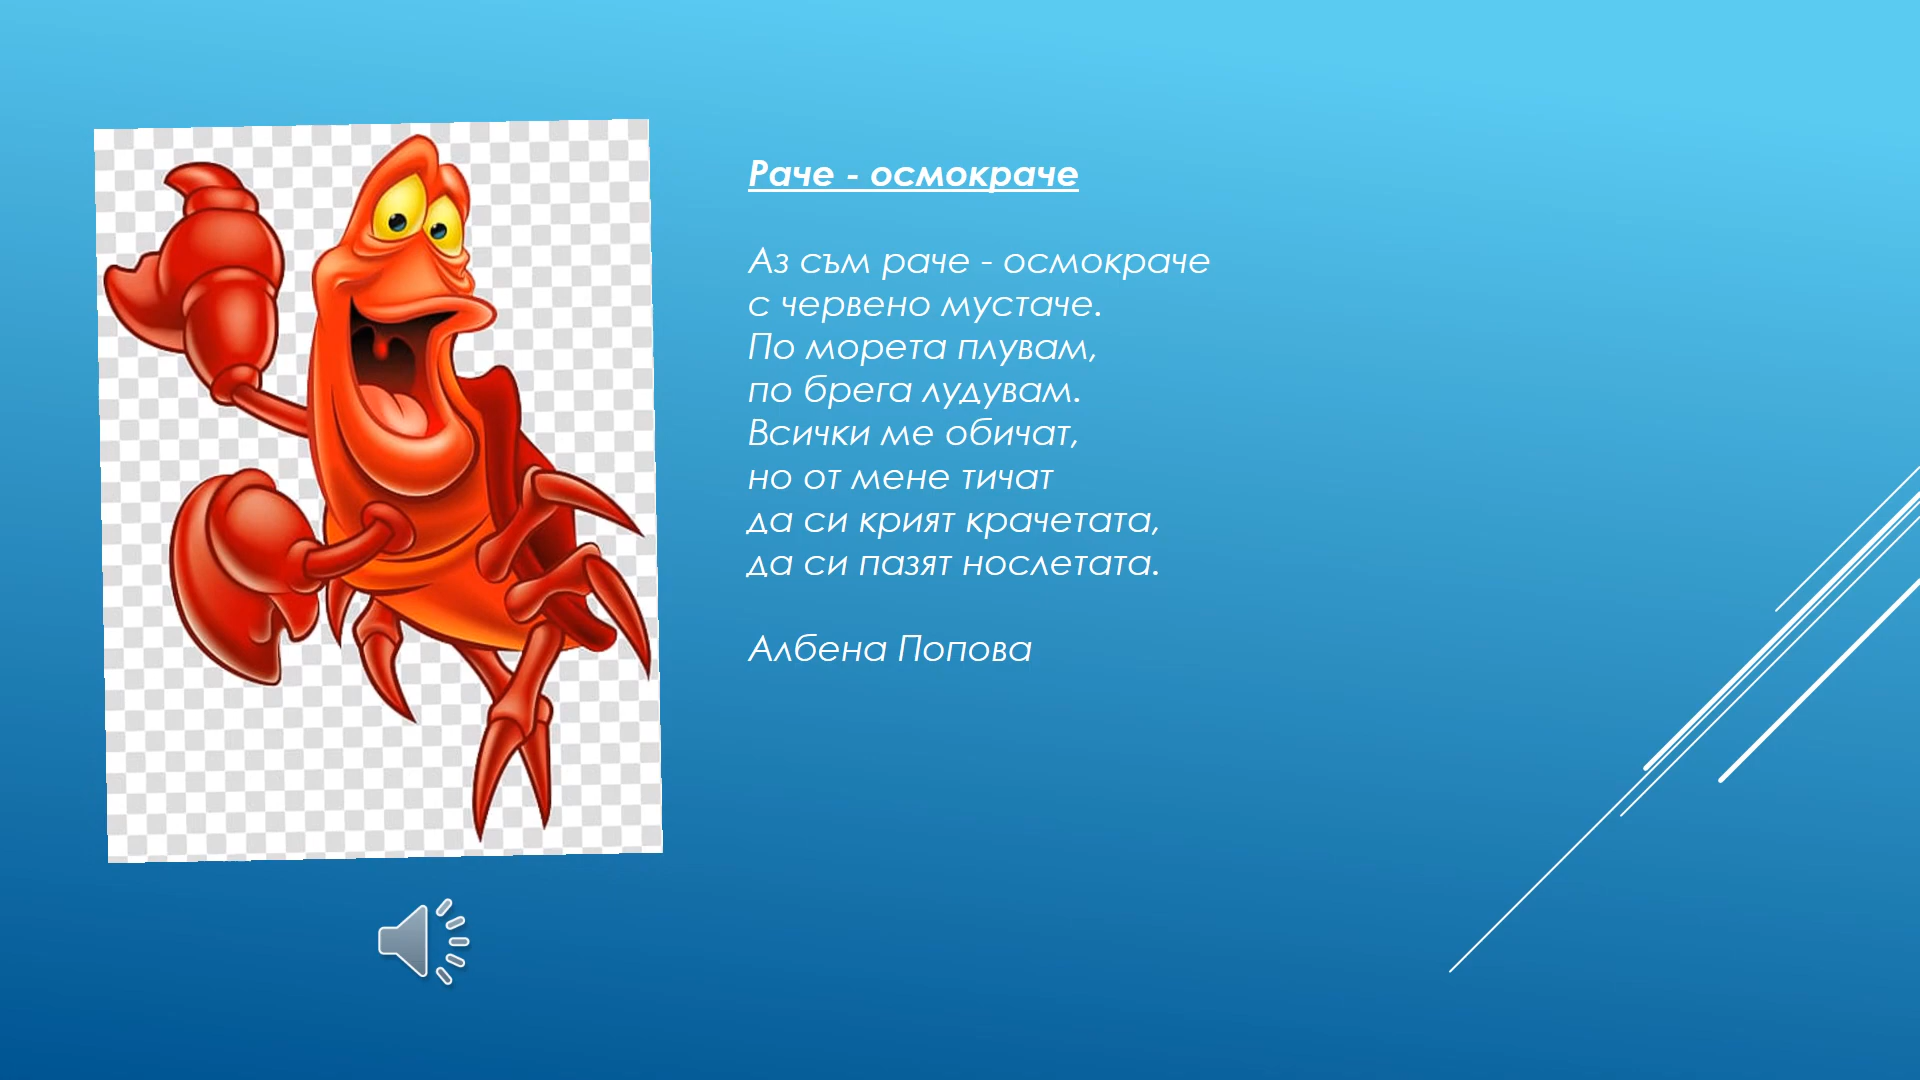 Раче - осмокраче
Аз съм раче - осмокраче
с червено мустаче.
По морета плувам,
по брега лудувам.
Всички ме обичат,
но от мене тичат
да си крият крачетата,
да си пазят нослетата.
Албена Попова